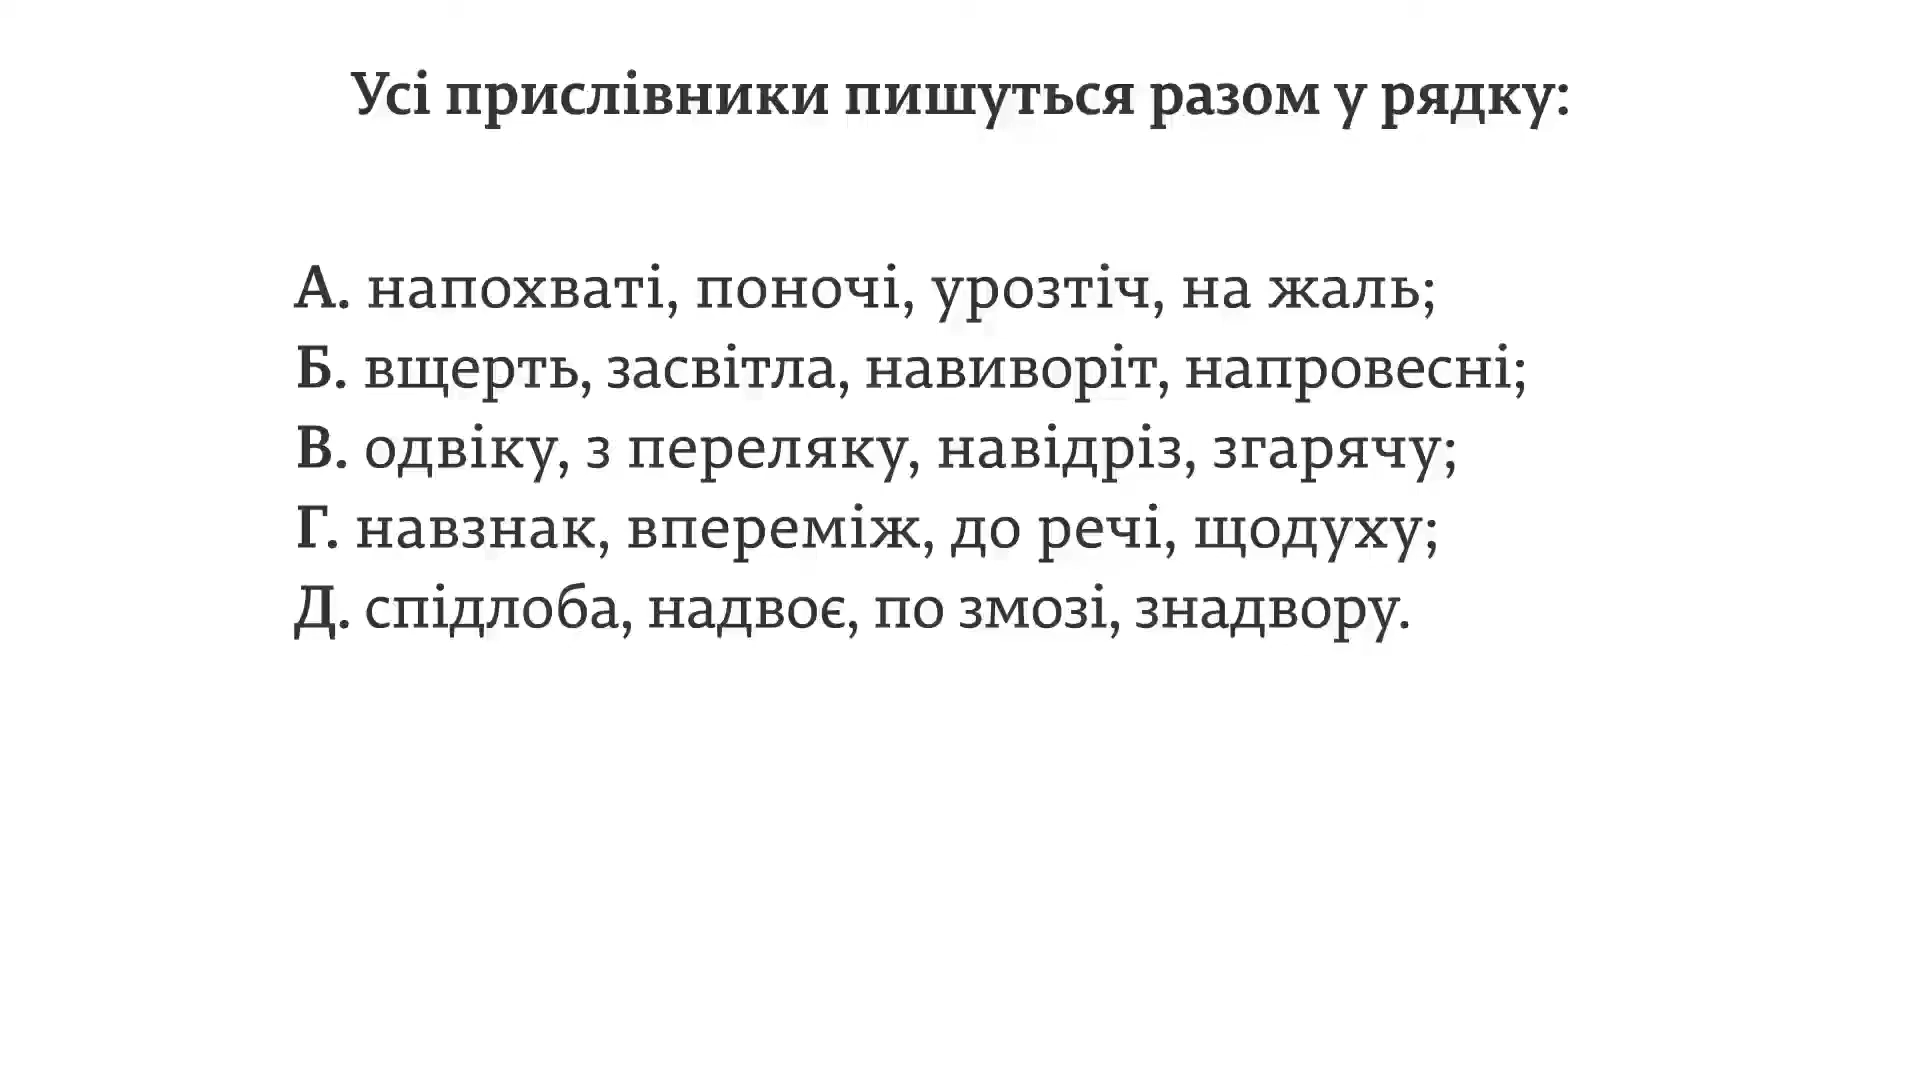 Усі прислівники пишуться разом у рядку:
А. напохваті, поночі, урозтіч, на жаль;
Б. вщерть, засвітла, навиворіт, напровесні;
В. одвіку, з переляку, навідріз, згарячу;
Г. навзнак, впереміж, до речі, щодуху;
Д. спідлоба, надвоє, по змозі, знадвору.